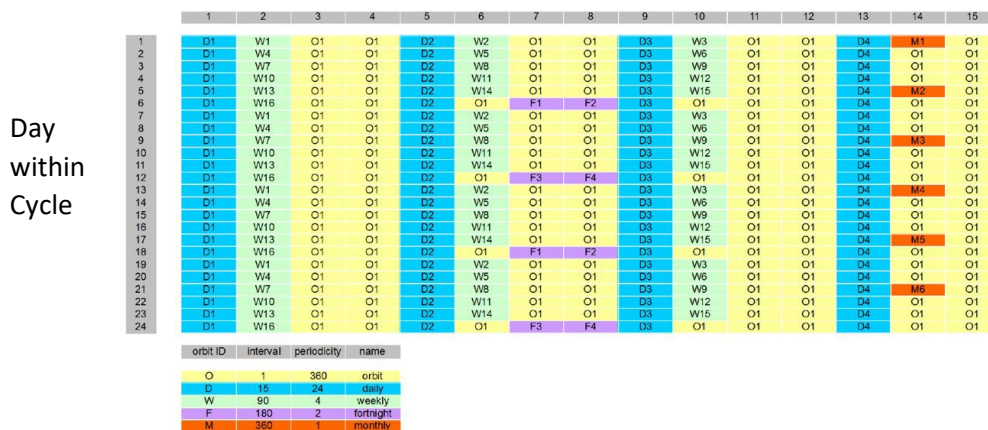 1 2 3 4 5 6 7 8 9 10 11 12 13 14 15
1 D1 W1 O1 O1 D2 W2 O1 O1 D3 W3 O1 O1 D4 M1 O1
2 D1 W4 O1 O1 D2 W5 O1 O1 D3 W6 O1 O1 D4 O1 O1
3 D1 W7 O1 O1 D2 W8 O1 O1 D3 W9 O1 O1 D4 O1 O1
4 D1 W10 O1 O1 D2 W11 O1 O1 D3 W12 O1 O1 D4 O1 O1
5 D1 W13 O1 O1 D2 W14 O1 O1 D3 W15 O1 O1 D4 M2 O1
6 D1 W16 O1 O1 D2 O1 F1 F2 D3 O1 O1 O1 D4 O1 O1
7 D1 W1 O1 O1 D2 W2 O1 O1 D3 W3 O1 O1 D4 O1 O1
8 D1 W4 O1 O1 D2 W5 O1 O1 D3 W6 O1 O1 D4 O1 O1
9 D1 W7 O1 O1 D2 W8 O1 O1 D3 W9 O1 O1 D4 M3 O1
10 D1 W10 O1 O1 D2 W11 O1 O1 D3 W12 O1 O1 D4 O1 O1
11 D1 W13 O1 O1 D2 W14 O1 O1 D3 W15 O1 O1 D4 O1 O1
12 D1 W16 O1 O1 D2 O1 F3 F4 D3 O1 O1 O1 D4 O1 O1
13 D1 W1 O1 O1 D2 W2 O1 O1 D3 W3 O1 O1 D4 M4 O1
14 D1 W4 O1 O1 D2 W5 O1 O1 D3 W6 O1 O1 D4 O1 O1
15 D1 W7 O1 O1 D2 W8 O1 O1 D3 W9 O1 O1 D4 O1 O1
16 D1 W10 O1 O1 D2 W11 O1 O1 D3 W12 O1 O1 D4 O1 O1
17 D1 W13 O1 O1 D2 W14 O1 O1 D3 W15 O1 O1 D4 M5 O1
18 D1 W16 O1 O1 D2 O1 F1 F2 D3 O1 O1 O1 D4 O1 O1
19 D1 W1 O1 O1 D2 W2 O1 O1 D3 W3 O1 O1 D4 O1 O1
20 D1 W4 O1 O1 D2 W5 O1 O1 D3 W6 O1 O1 D4 O1 O1
21 D1 W7 O1 O1 D2 W8 O1 O1 D3 W9 O1 O1 D4 M6 O1
22 D1 W10 O1 O1 D2 W11 O1 O1 D3 W12 O1 O1 D4 O1 O1
23 D1 W13 O1 O1 D2 W14 O1 O1 D3 W15 O1 O1 D4 O1 O1
24 D1 W16 O1 O1 D2 O1 F3 F4 D3 O1 O1 O1 D4 O1 O1
Day
within
Cycle
orbit ID interval periodicity name
O 1 360 orbit
D 15 24 daily
W 90 4 weekly
F 180 2 fortnight
M 360 1 monthly